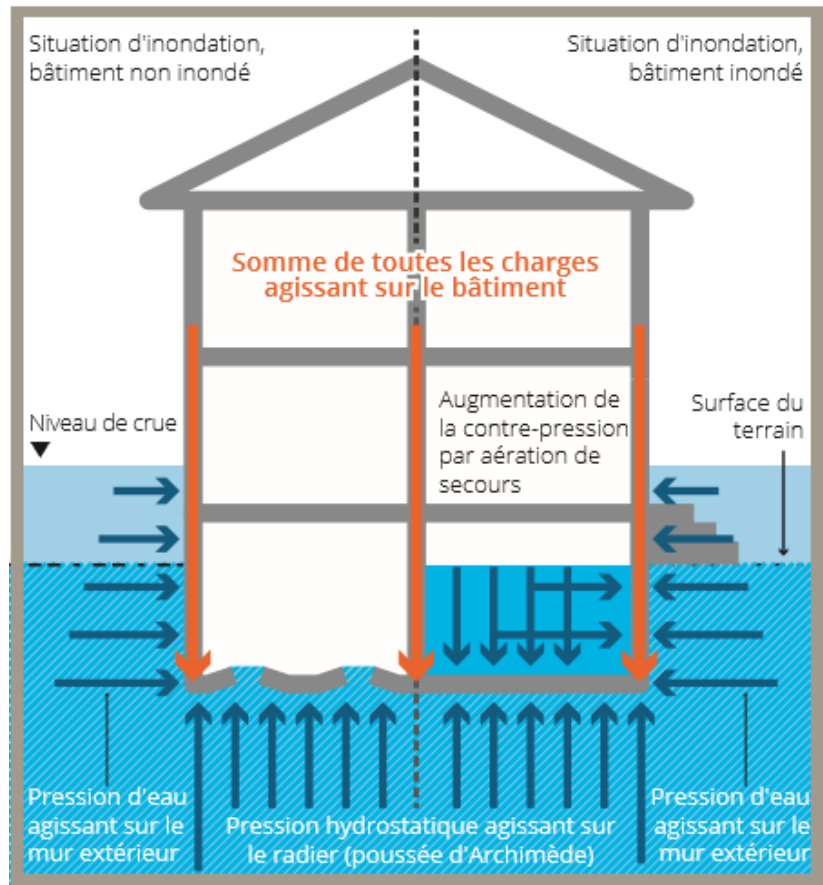 Situation d'inondation,
bâtiment non inondé
Situation d'inondation,
bâtiment inondé
Somme de toutes les charges
agissant sur le bâtiment
Niveau de crue
Augmentation de
la contre-pression
par aération de
secours
Surface du
terrain
Pression d'eau
agissant sur le
mur extérieur
Pression hydrostatique agissant sur
le radier (poussée d'Archimède)
Pression d'eau
agissant sur le
mur extérieur